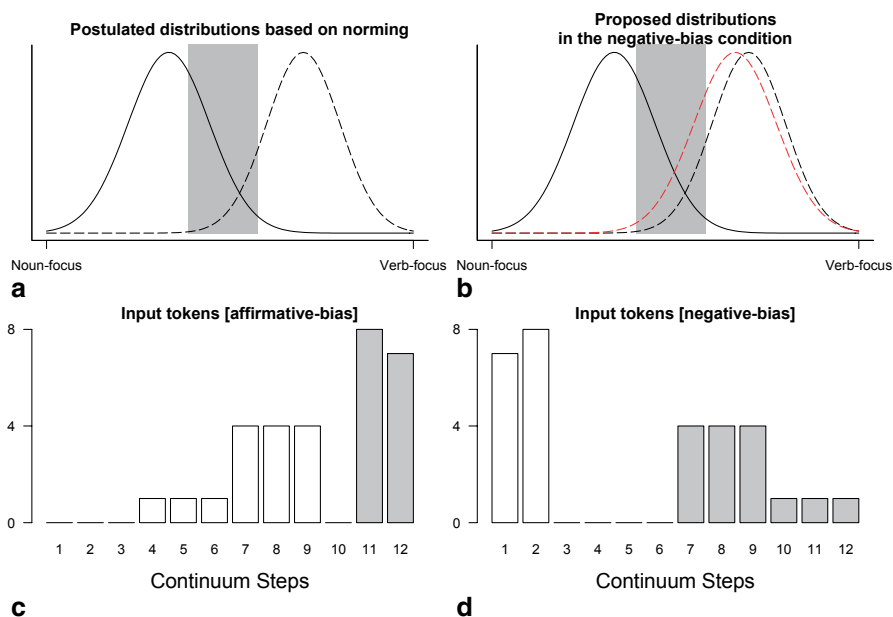 Postulated distributions based on norming
Noun-focus Verb-focus
a
Proposed distributions
in the negative-bias condition
Noun-focus Verb-focus
b
Input tokens [affirmative-bias]
8
4
0
1 2 3 4 5 6 7 8 9 10 11 12
Continuum Steps
c
Input tokens [negative-bias]
8
4
0
1 2 3 4 5 6 7 8 9 10 11 12
Continuum Steps
d